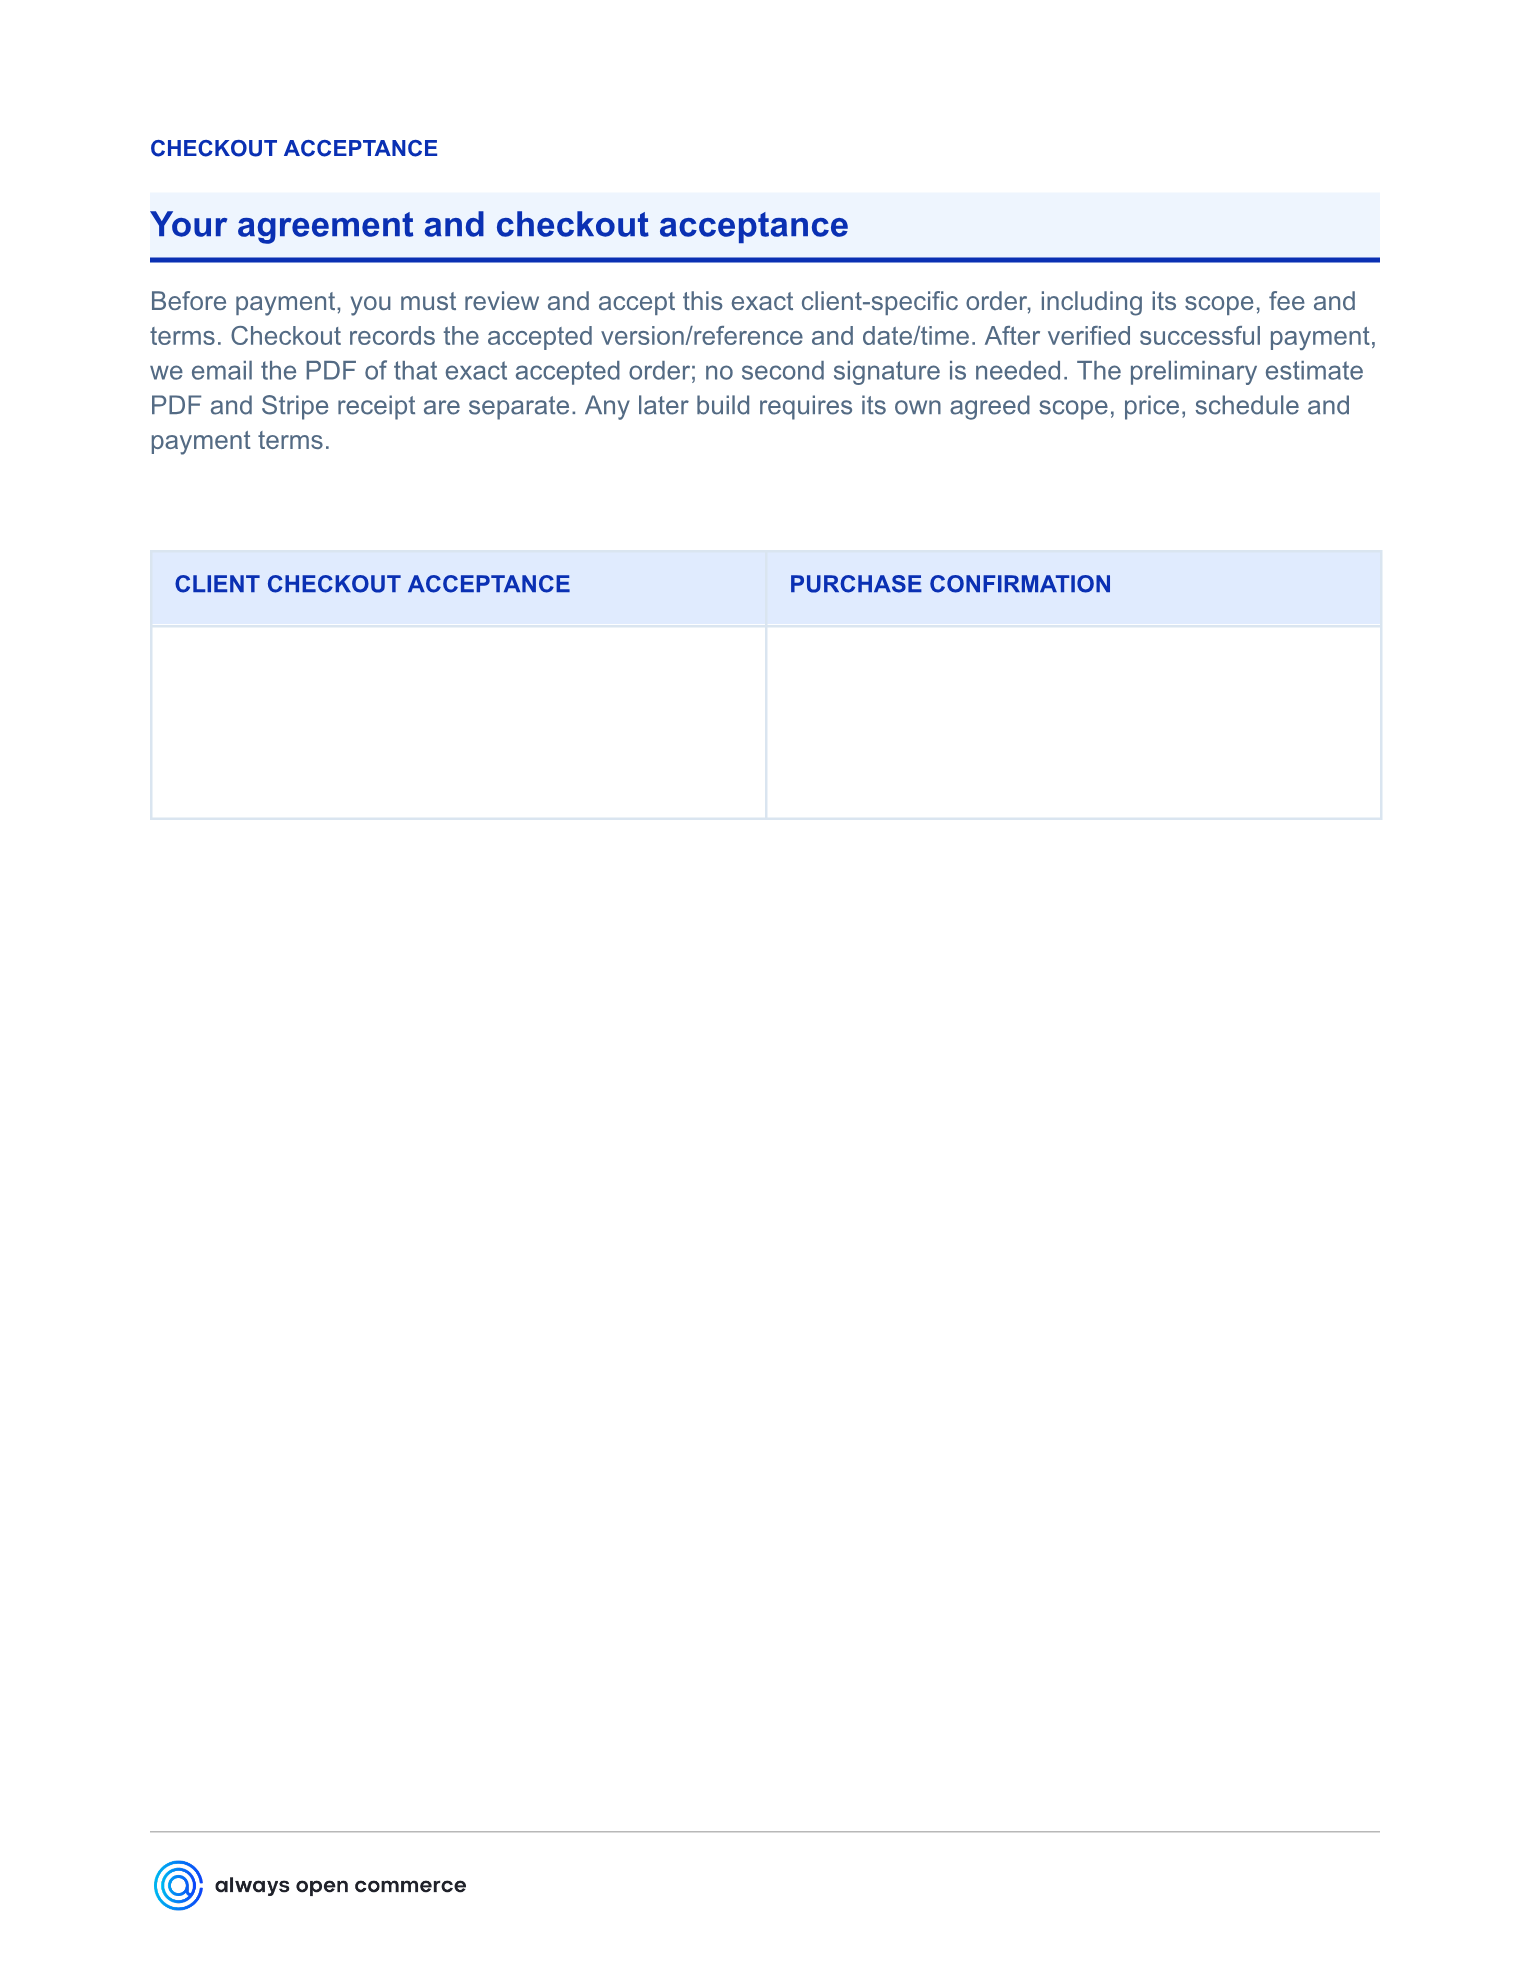 CHECKOUT ACCEPTANCE
Your agreement and checkout acceptance
Before payment, you must review and accept this exact client-specific order, including its scope, fee and
terms. Checkout records the accepted version/reference and date/time. After verified successful payment,
we email the PDF of that exact accepted order; no second signature is needed. The preliminary estimate
PDF and Stripe receipt are separate. Any later build requires its own agreed scope, price, schedule and
payment terms.
CLIENT CHECKOUT ACCEPTANCE
PURCHASE CONFIRMATION
always open commerce